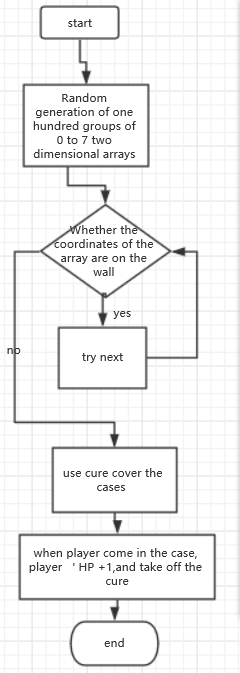 start
Random
generation of one
hundred groups of
0 to 7 two
dimensional arrays
Whether the
coordinates of the
array are on the
wall
yes
try next
no
use cure cover the
cases
when player come in the case,
player ' HP +1,and take off the
cure
end